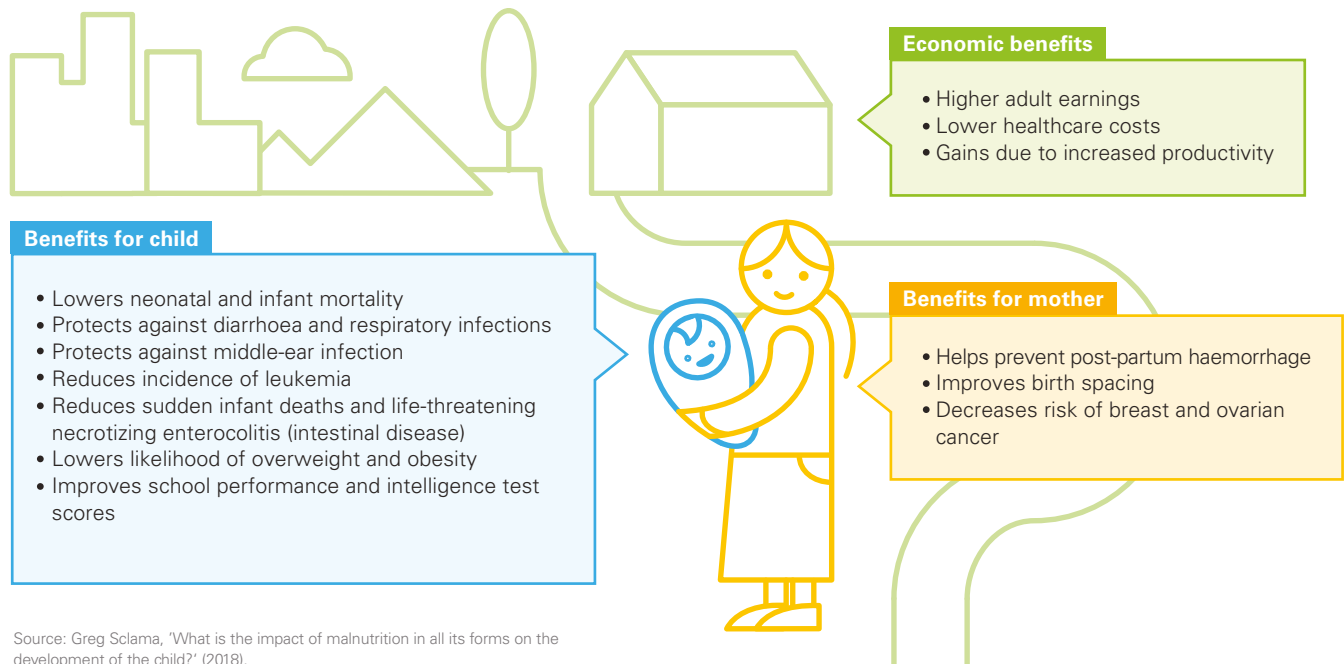 Economic benefits
• Higher adult earnings
• Lower healthcare costs
• Gains due to increased productivity
Benefits for child
• Lowers neonatal and infant mortality
• Protects against diarrhoea and respiratory infections
• Protects against middle-ear infection
• Reduces incidence of leukemia
• Reduces sudden infant deaths and life-threatening
necrotizing enterocolitis (intestinal disease)
• Lowers likelihood of overweight and obesity
• Improves school performance and intelligence test
scores
Benefits for mother
• Helps prevent post-partum haemorrhage
• Improves birth spacing
• Decreases risk of breast and ovarian
cancer
Source: Greg Sclama, ‘What is the impact of malnutrition in all its forms on the
development of the child?’ (2018).